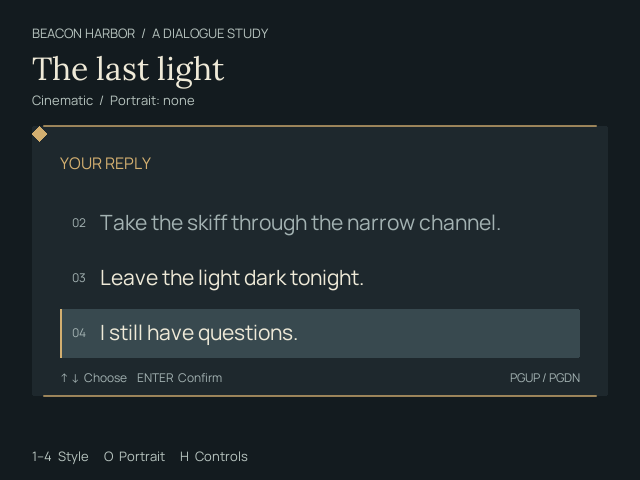 BEACON HARBOR / A DIALOGUE STUDY
The last light
Cinematic / Portrait: none
YOUR REPLY
02 Take the skiff through the narrow channel.
03 Leave the light dark tonight.
04 I still have questions.
↑↓ Choose ENTER Confirm PGUP / PGDN
1–4 Style O Portrait H Controls